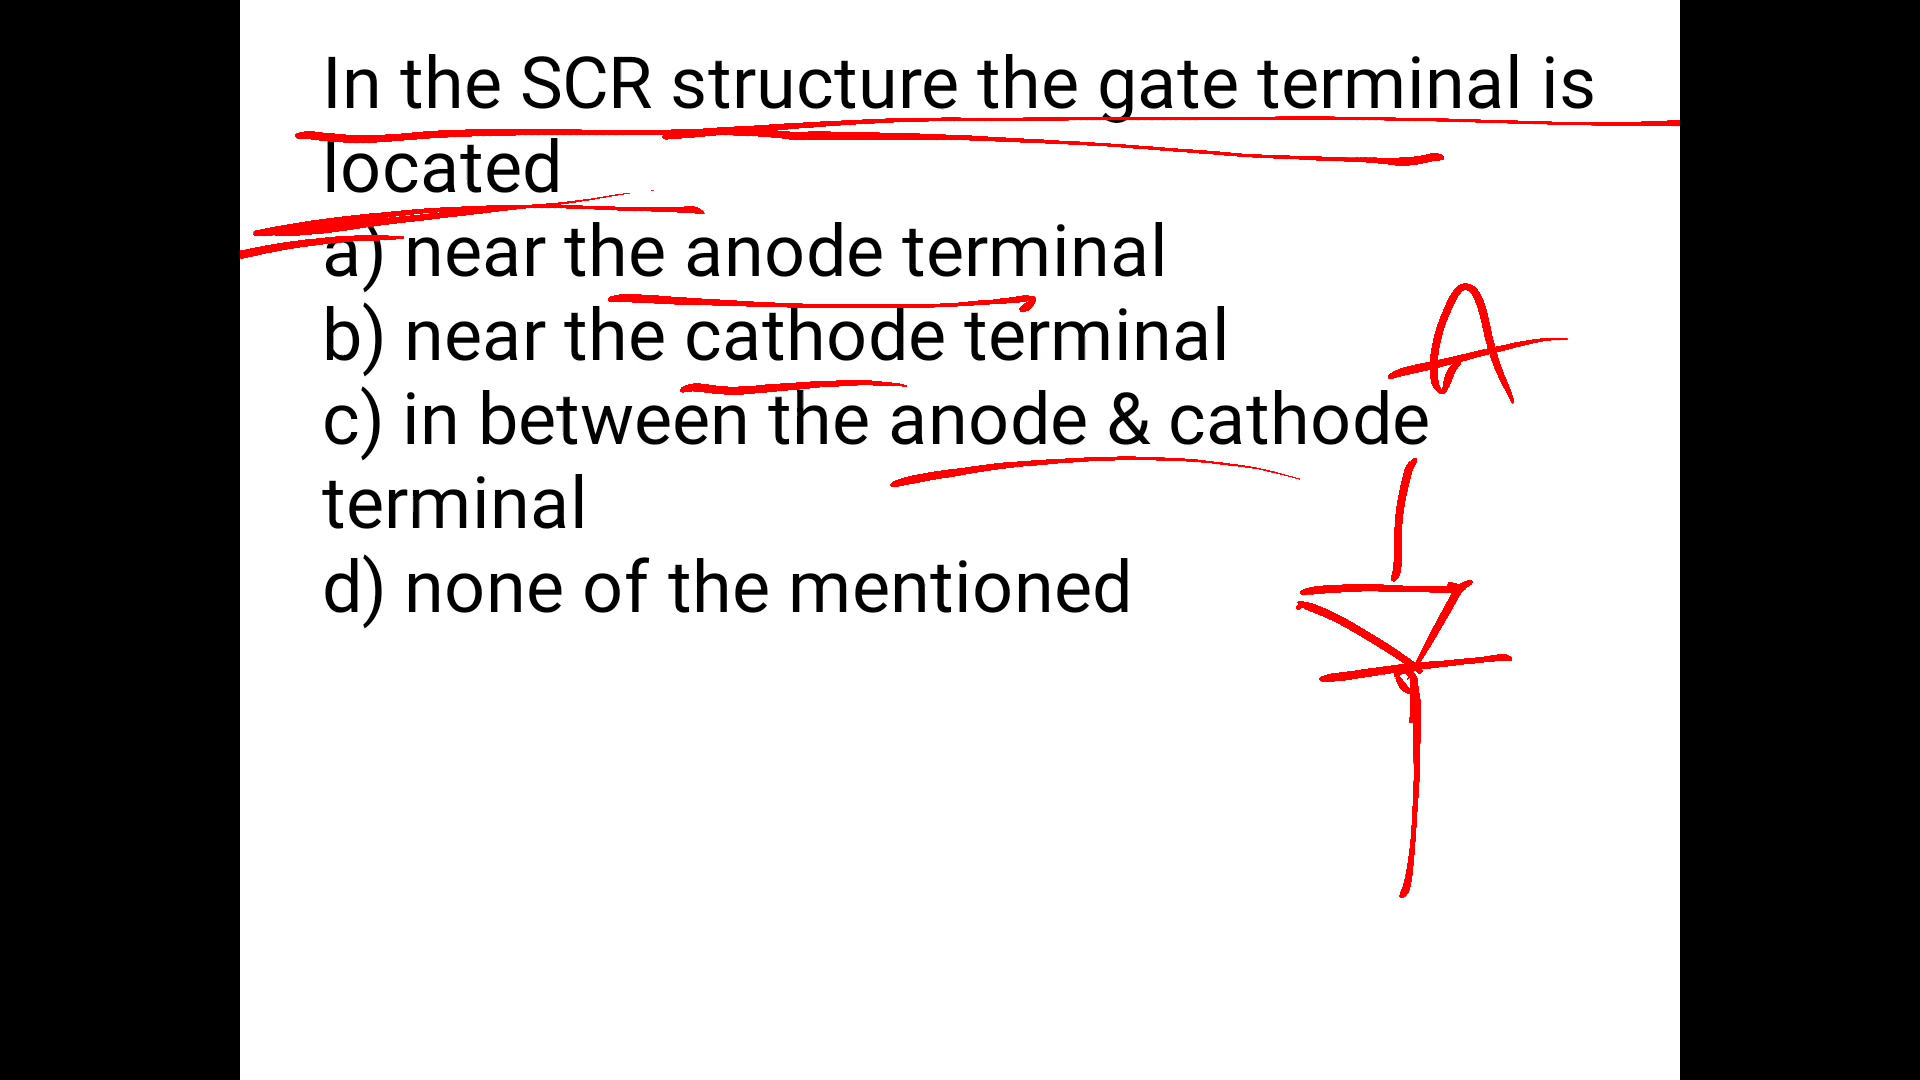 In the SCR structure the gate terminal is
located
a) near the anode terminal
b) near the cathode terminal
c) in between the anode & cathode
terminal
d) none of the mentioned
A